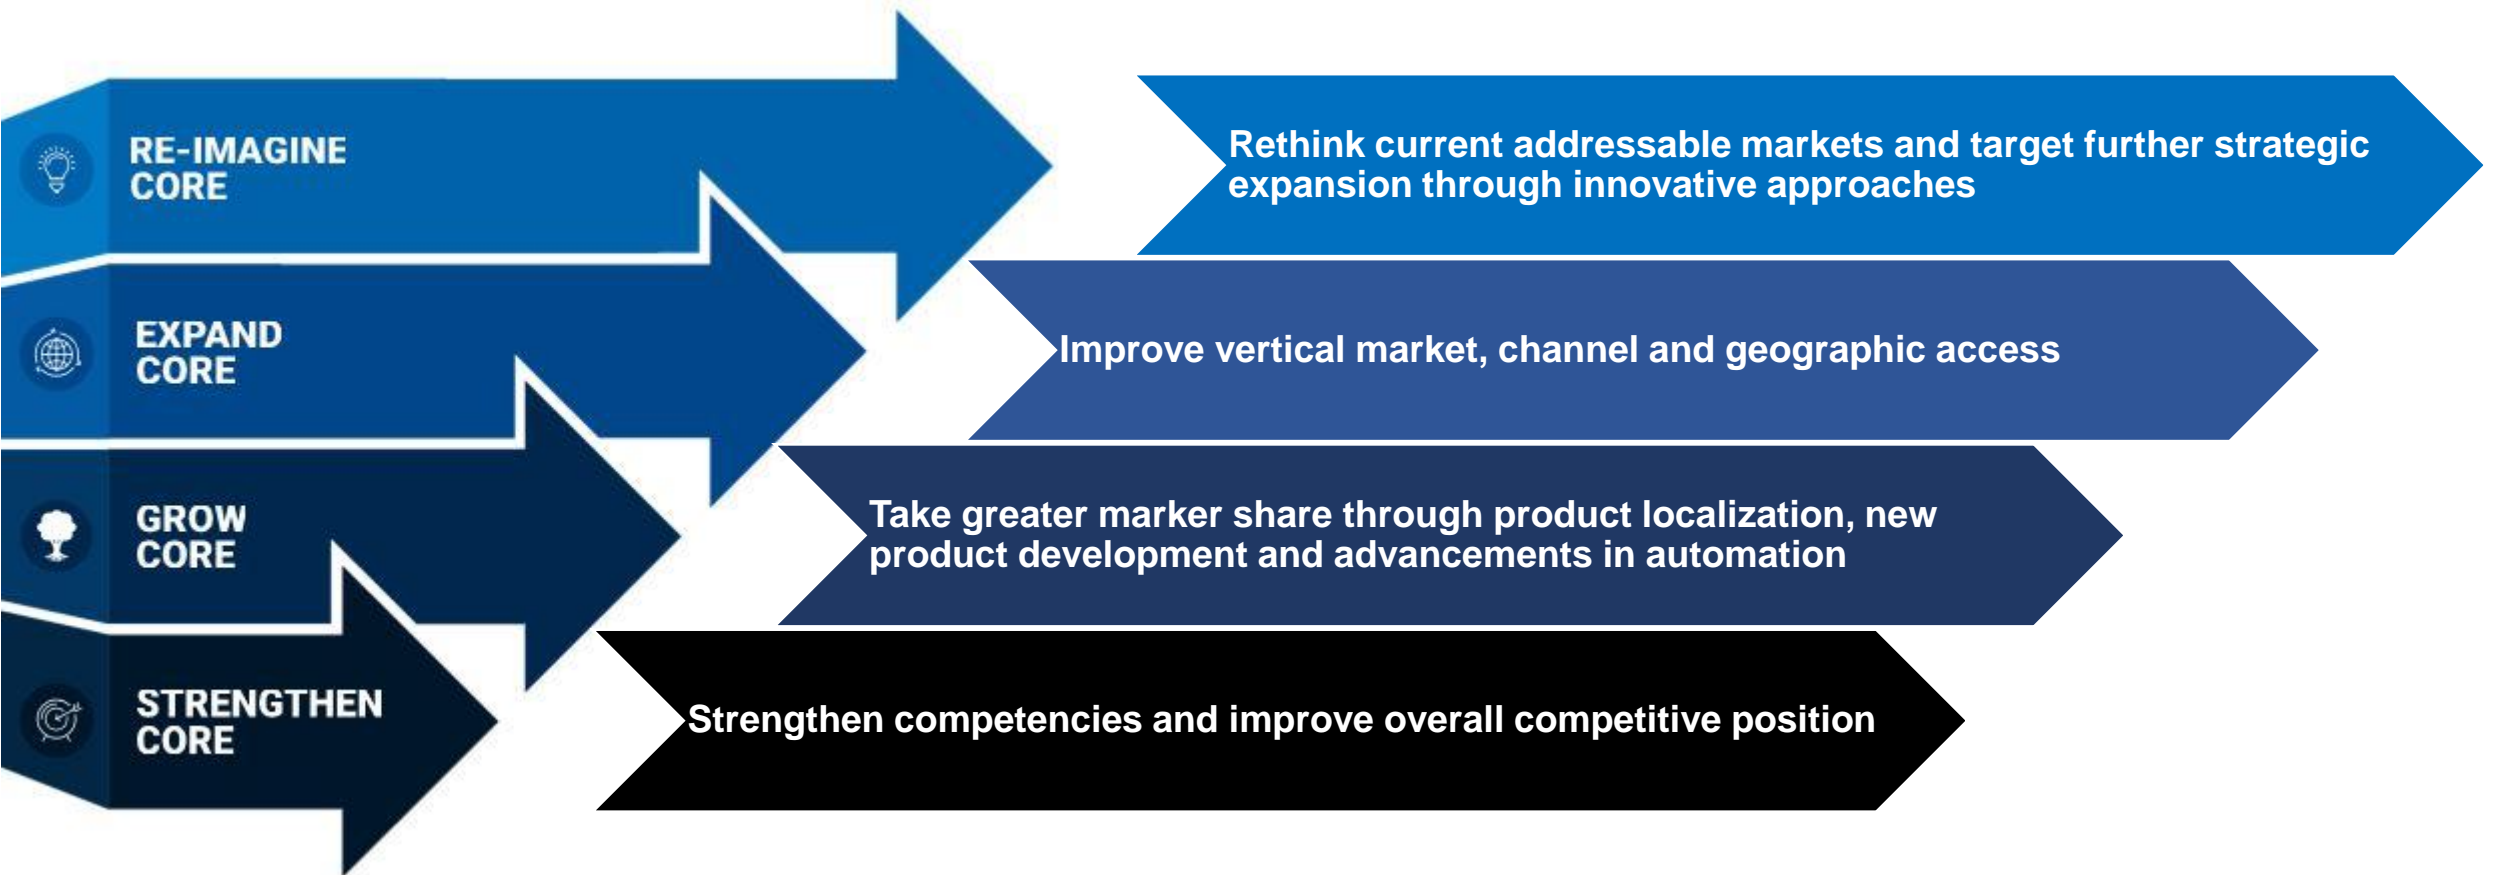 RE-IMAGINE
CORE
Rethink current addressable markets and target further strategic
expansion through innovative approaches
EXPAND
CORE
Improve vertical market, channel and geographic access
GROW
CORE
Take greater marker share through product localization, new
product development and advancements in automation
STRENGTHEN
CORE
Strengthen competencies and improve overall competitive position